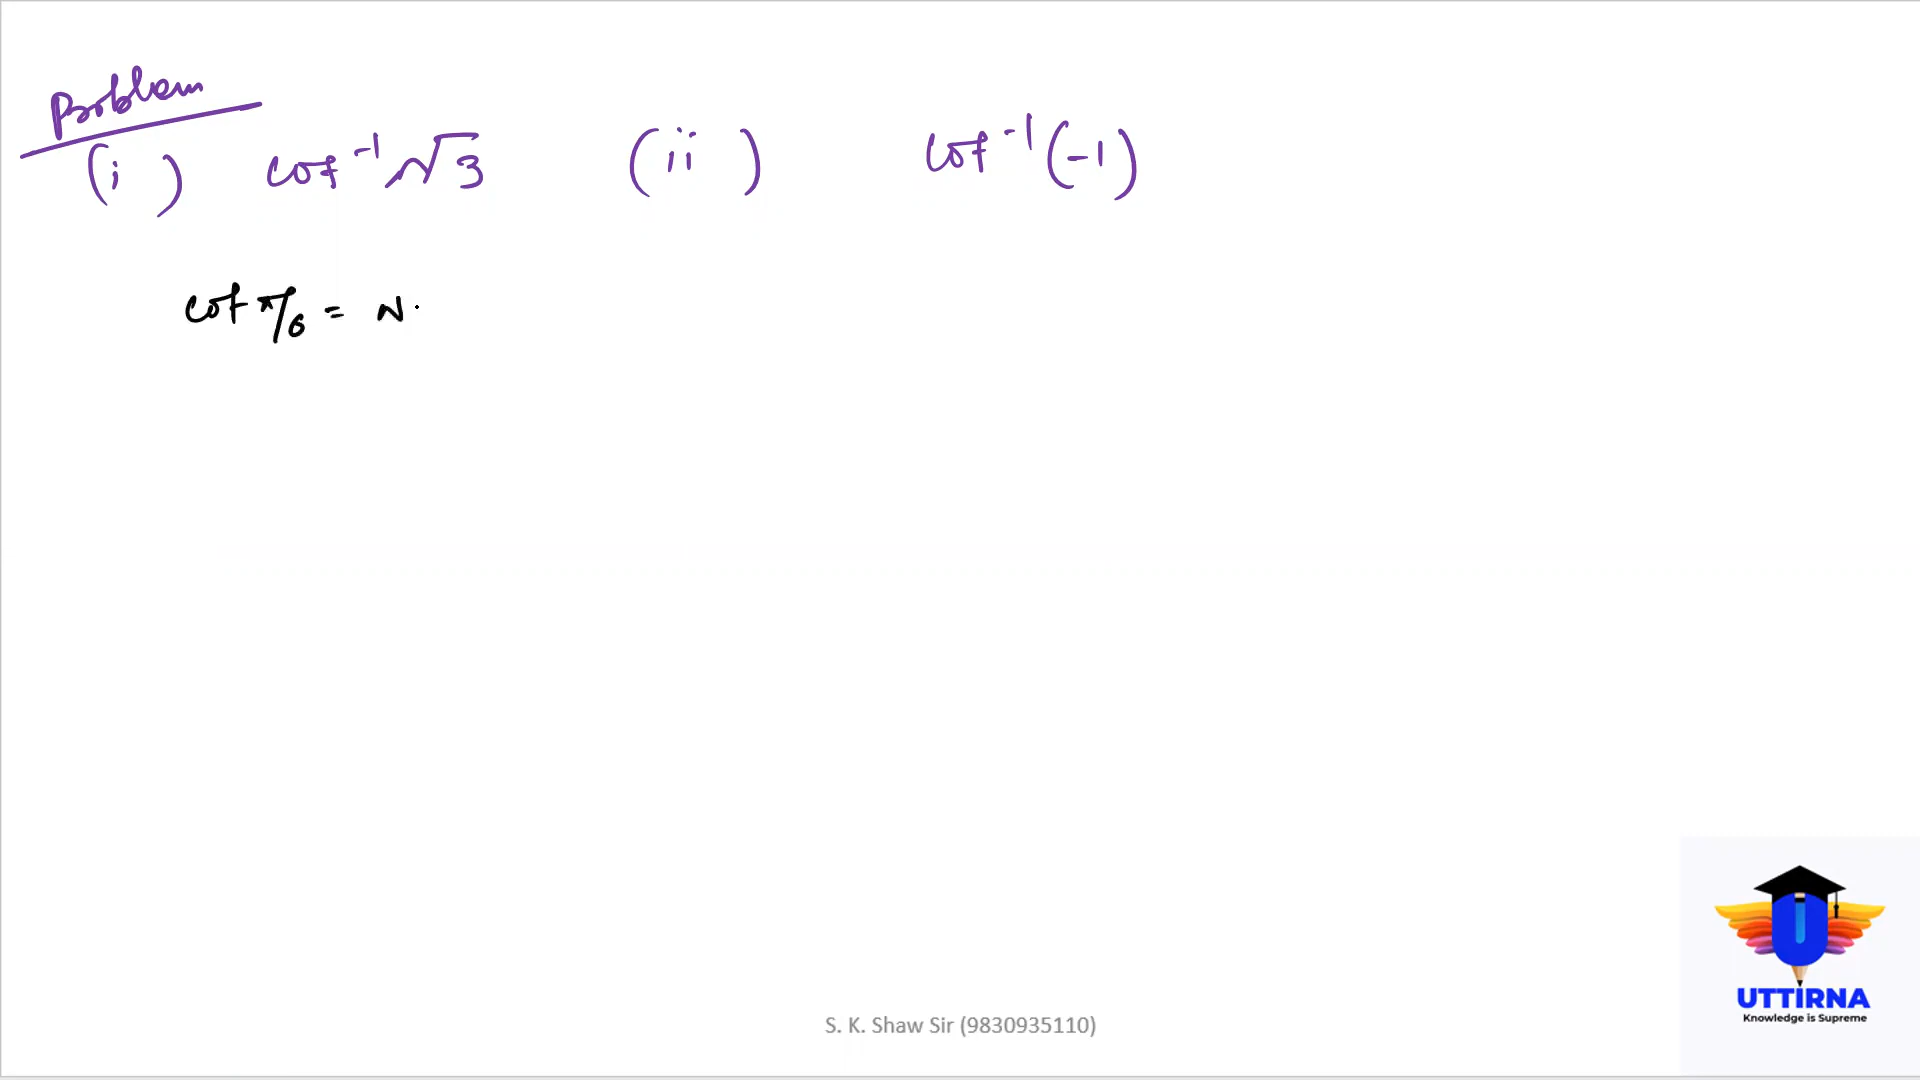 Problem
(i) cot⁻¹√3 (ii) cot⁻¹(-1)
cot π/6 =
S. K. Shaw Sir (9830935110)
UTTIRNA
Knowledge is Supreme